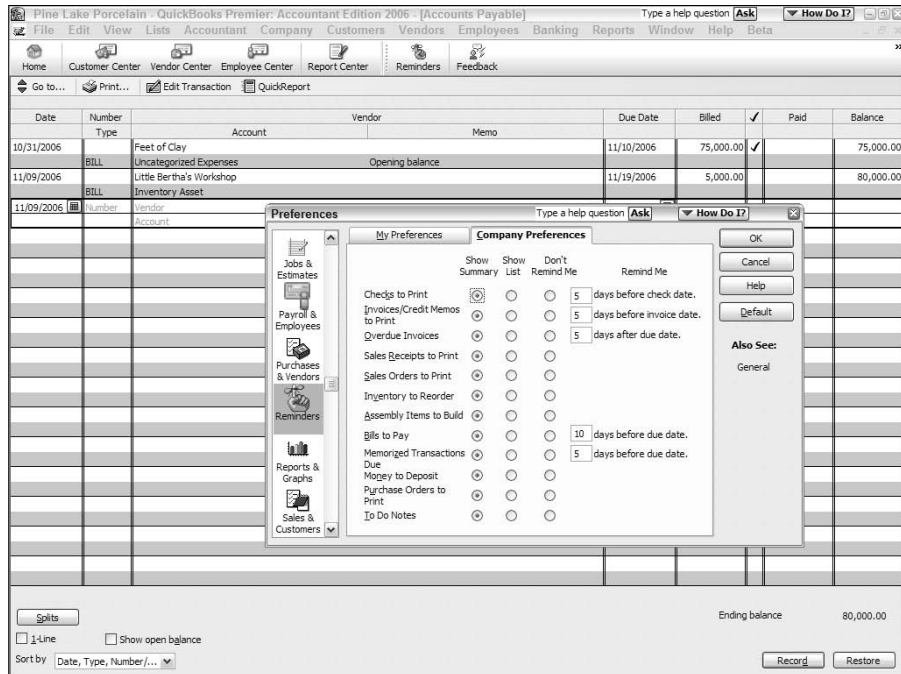 Pine Lake Porcelain - QuickBooks Premier: Accountant Edition 2006 - [Accounts Payable]
Type a help question Ask
How Do I?
File Edit View Lists Accountant Company Customers Vendors Employees Banking Reports Window Help Beta
Home Customer Center Vendor Center Employee Center Report Center Reminders Feedback
»
Go to... Print... Edit Transaction QuickReport
Date Number Vendor Due Date Billed ✓ Paid Balance
Type Account Memo
10/31/2006 Feet of Clay 11/10/2006 75,000.00 ✓ 75,000.00
BILL Uncategorized Expenses Opening balance
11/09/2006 Little Bertha's Workshop 11/19/2006 5,000.00 80,000.00
BILL Inventory Asset
11/09/2006 Number Vendor
Account
Preferences
Type a help question Ask
How Do I?
Jobs &
Estimates
Payroll &
Employees
Purchases
& Vendors
Reminders
Reports &
Graphs
Sales &
Customers
My Preferences Company Preferences
Show Summary
Show List
Don't Remind Me
Remind Me
Checks to Print 5 days before check date.
Invoices/Credit Memos
to Print 5 days before invoice date.
Overdue Invoices 5 days after due date.
Sales Receipts to Print
Sales Orders to Print
Inventory to Reorder
Assembly Items to Build
Bills to Pay 10 days before due date.
Memorized Transactions
Due 5 days before due date.
Money to Deposit
Purchase Orders to
Print
To Do Notes
OK
Cancel
Help
Default
Also See:
General
Splits
Ending balance 80,000.00
1-Line Show open balance
Sort by Date, Type, Number/...
Record Restore